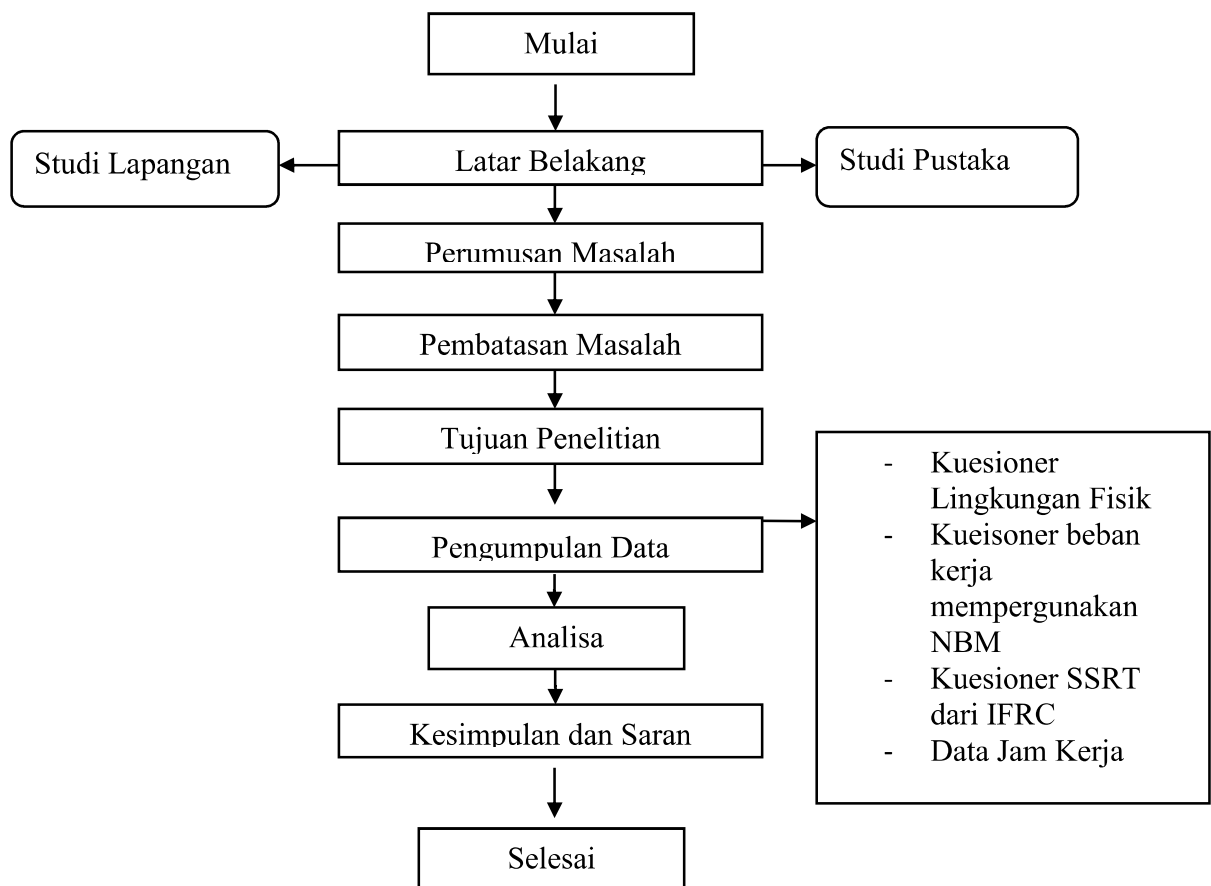 Mulai
Studi Lapangan
Latar Belakang
Studi Pustaka
Perumusan Masalah
Pembatasan Masalah
Tujuan Penelitian
Pengumpulan Data
- Kuesioner
Lingkungan Fisik
- Kueisoner beban
kerja
mempergunakan
NBM
- Kuesioner SSRT
dari IFRC
- Data Jam Kerja
Analisa
Kesimpulan dan Saran
Selesai